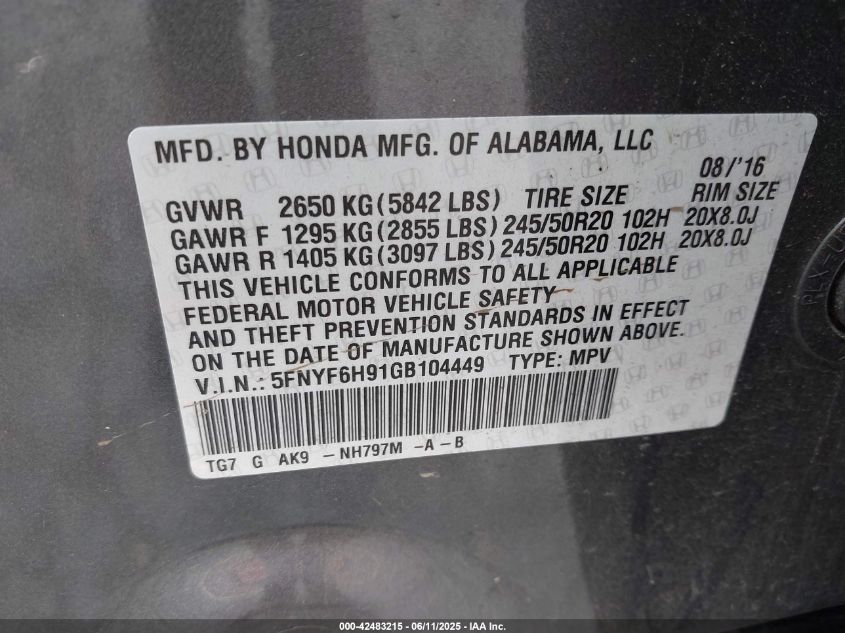 MFD. BY HONDA MFG. OF ALABAMA, LLC
08/'16
GVWR 2650 KG (5842 LBS) TIRE SIZE RIM SIZE
GAWR F 1295 KG (2855 LBS) 245/50R20 102H 20X8.0J
GAWR R 1405 KG (3097 LBS) 245/50R20 102H 20X8.0J
THIS VEHICLE CONFORMS TO ALL APPLICABLE
FEDERAL MOTOR VEHICLE SAFETY
AND THEFT PREVENTION STANDARDS IN EFFECT
ON THE DATE OF MANUFACTURE SHOWN ABOVE.
V.I.N.: 5FNYF6H91GB104449 TYPE: MPV
TG7 G AK9 -NH797M -A-B
000-42483215 - 06/11/2025 - IAA Inc.